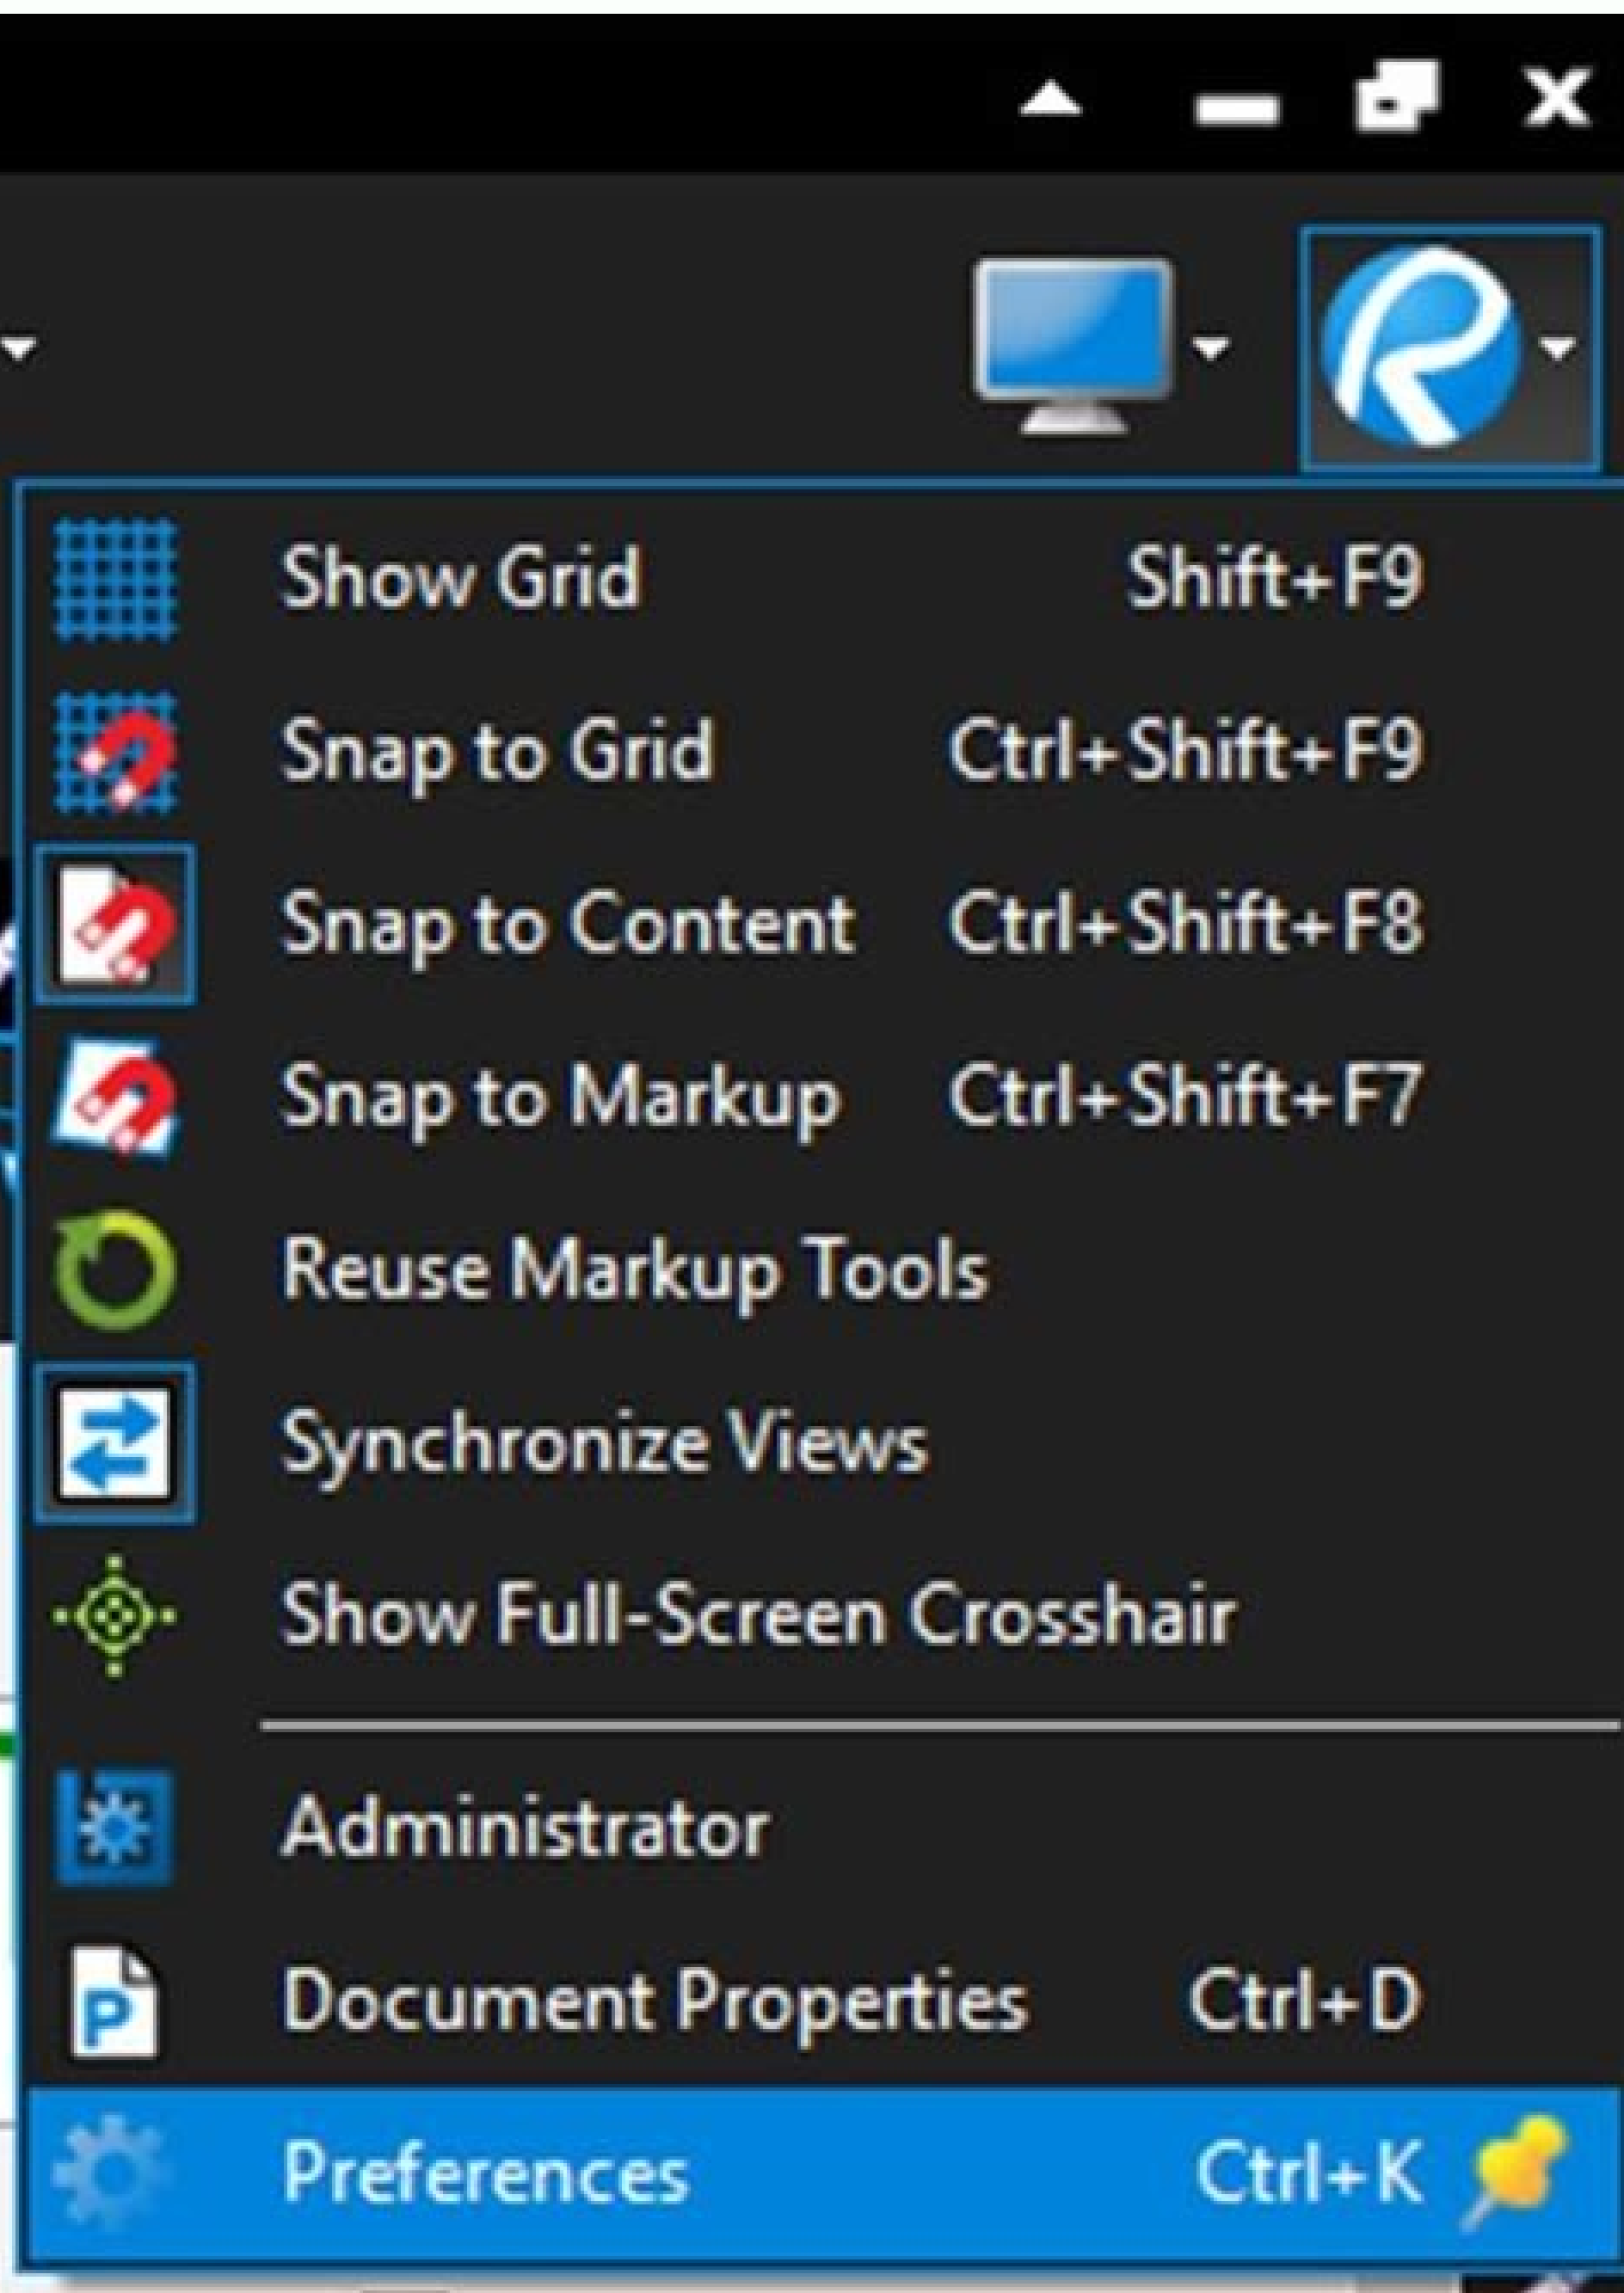 Show Grid Shift+F9
Snap to Grid Ctrl+Shift+F9
Snap to Content Ctrl+Shift+F8
Snap to Markup Ctrl+Shift+F7
Reuse Markup Tools
Synchronize Views
Show Full-Screen Crosshair
Administrator
Document Properties Ctrl+D
Preferences Ctrl+K